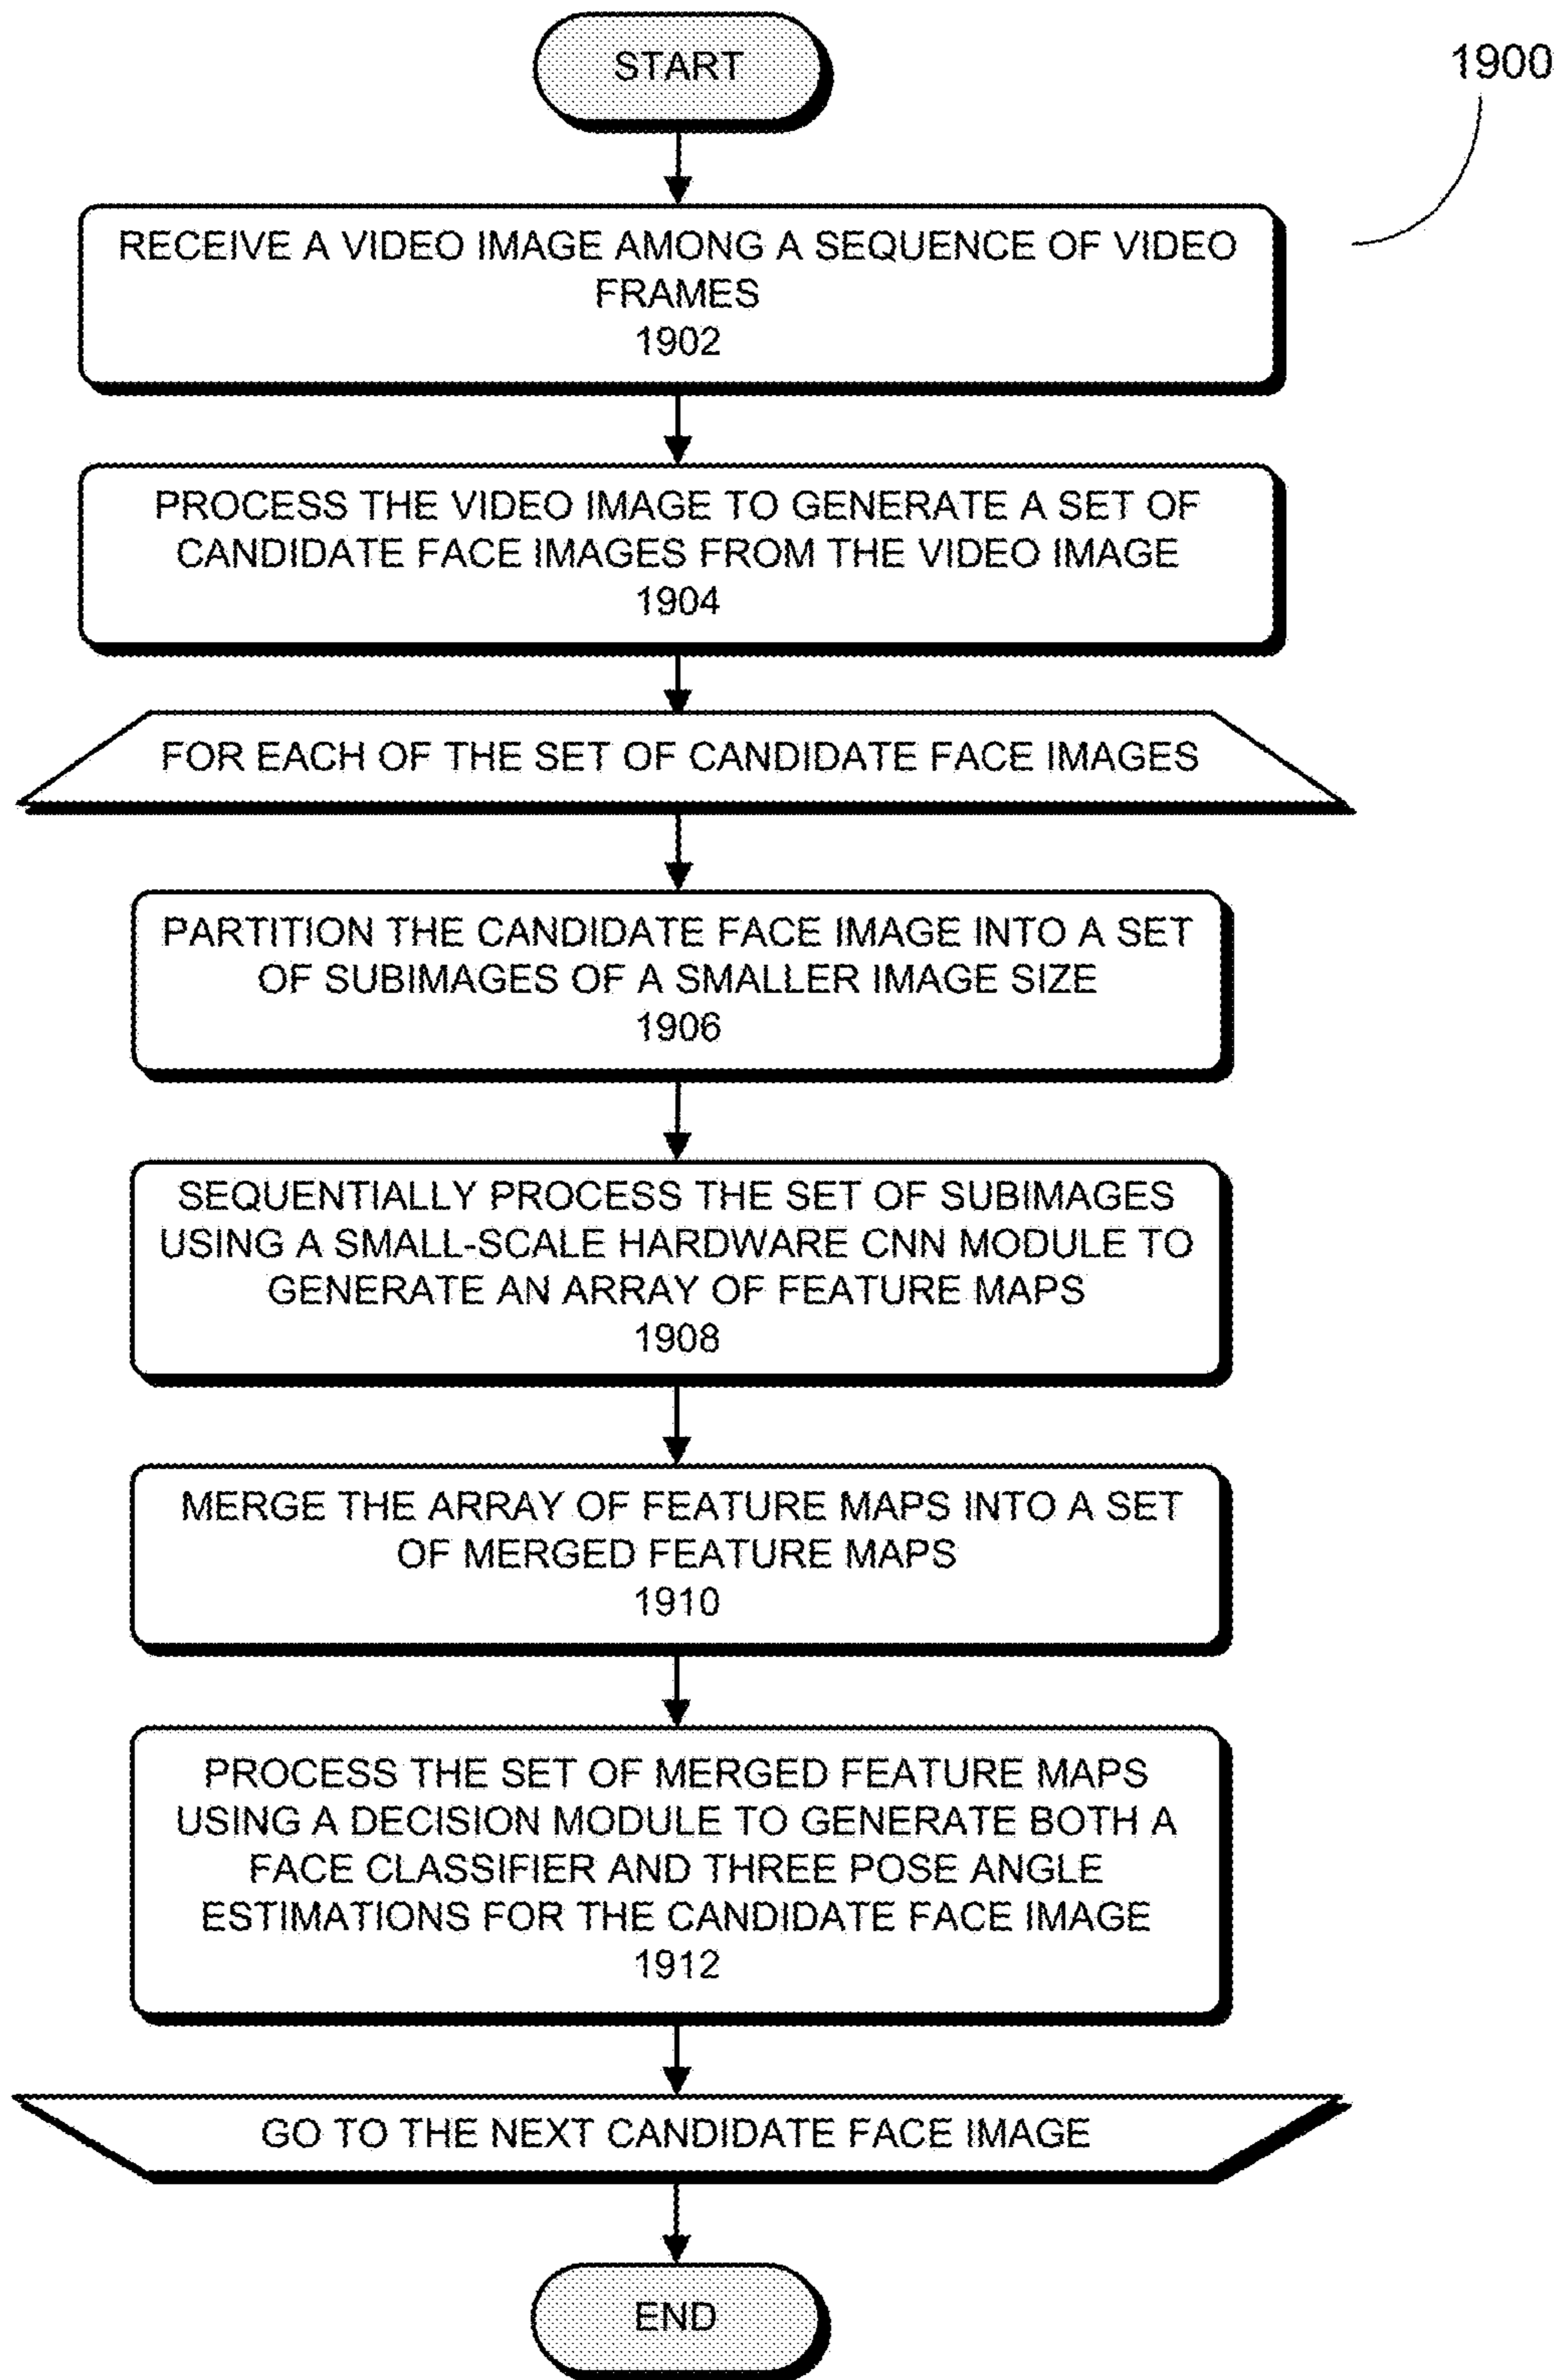 START
1900
RECEIVE A VIDEO IMAGE AMONG A SEQUENCE OF VIDEO
FRAMES
1902
PROCESS THE VIDEO IMAGE TO GENERATE A SET OF
CANDIDATE FACE IMAGES FROM THE VIDEO IMAGE
1904
FOR EACH OF THE SET OF CANDIDATE FACE IMAGES
PARTITION THE CANDIDATE FACE IMAGE INTO A SET
OF SUBIMAGES OF A SMALLER IMAGE SIZE
1906
SEQUENTIALLY PROCESS THE SET OF SUBIMAGES
USING A SMALL-SCALE HARDWARE CNN MODULE TO
GENERATE AN ARRAY OF FEATURE MAPS
1908
MERGE THE ARRAY OF FEATURE MAPS INTO A SET
OF MERGED FEATURE MAPS
1910
PROCESS THE SET OF MERGED FEATURE MAPS
USING A DECISION MODULE TO GENERATE BOTH A
FACE CLASSIFIER AND THREE POSE ANGLE
ESTIMATIONS FOR THE CANDIDATE FACE IMAGE
1912
GO TO THE NEXT CANDIDATE FACE IMAGE
END